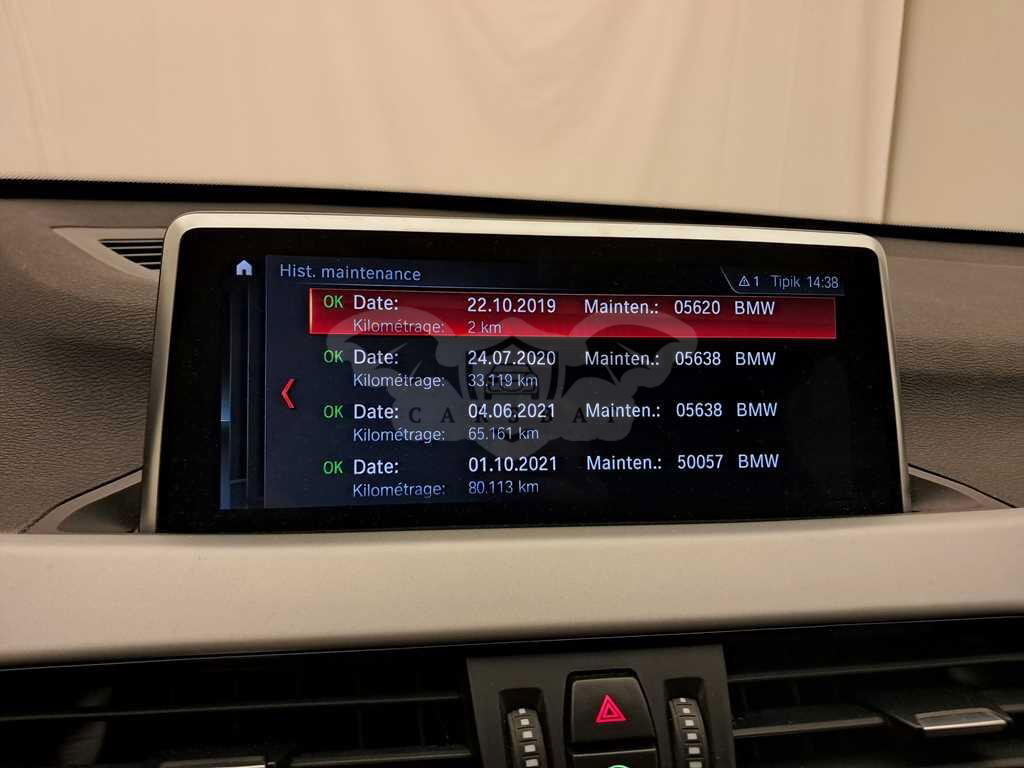 Hist. maintenance
1 Tipik 14:38
OK Date: 22.10.2019 Mainten.: 05620 BMW
Kilométrage: 2 km
OK Date: 24.07.2020 Mainten.: 05638 BMW
Kilométrage: 33.119 km
CARSDAY
OK Date: 04.06.2021 Mainten.: 05638 BMW
Kilométrage: 65.161 km
OK Date: 01.10.2021 Mainten.: 50057 BMW
Kilométrage: 80.113 km